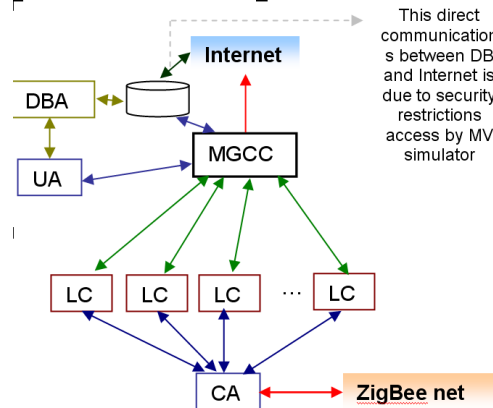 This direct
communication
s between DB
and Internet is
due to security
restrictions
access by MV
simulator
Internet
DBA
MGCC
UA
LC LC LC ... LC
CA
ZigBee net